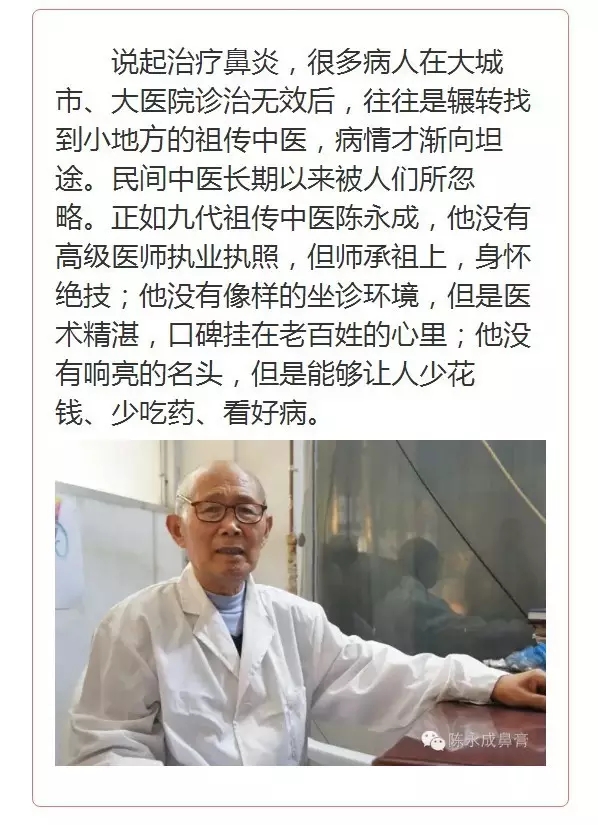 说起治疗鼻炎，很多病人在大城
市、大医院诊治无效后，往往是辗转找
到小地方的祖传中医，病情才渐向坦
途。民间中医长期以来被人们所忽
略。正如九代祖传中医陈永成，他没有
高级医师执业执照，但师承祖上，身怀
绝技；他没有像样的坐诊环境，但是医
术精湛，口碑挂在老百姓的心里；他没
有响亮的名头，但是能够让人少花
钱、少吃药、看好病。
陈永成鼻膏